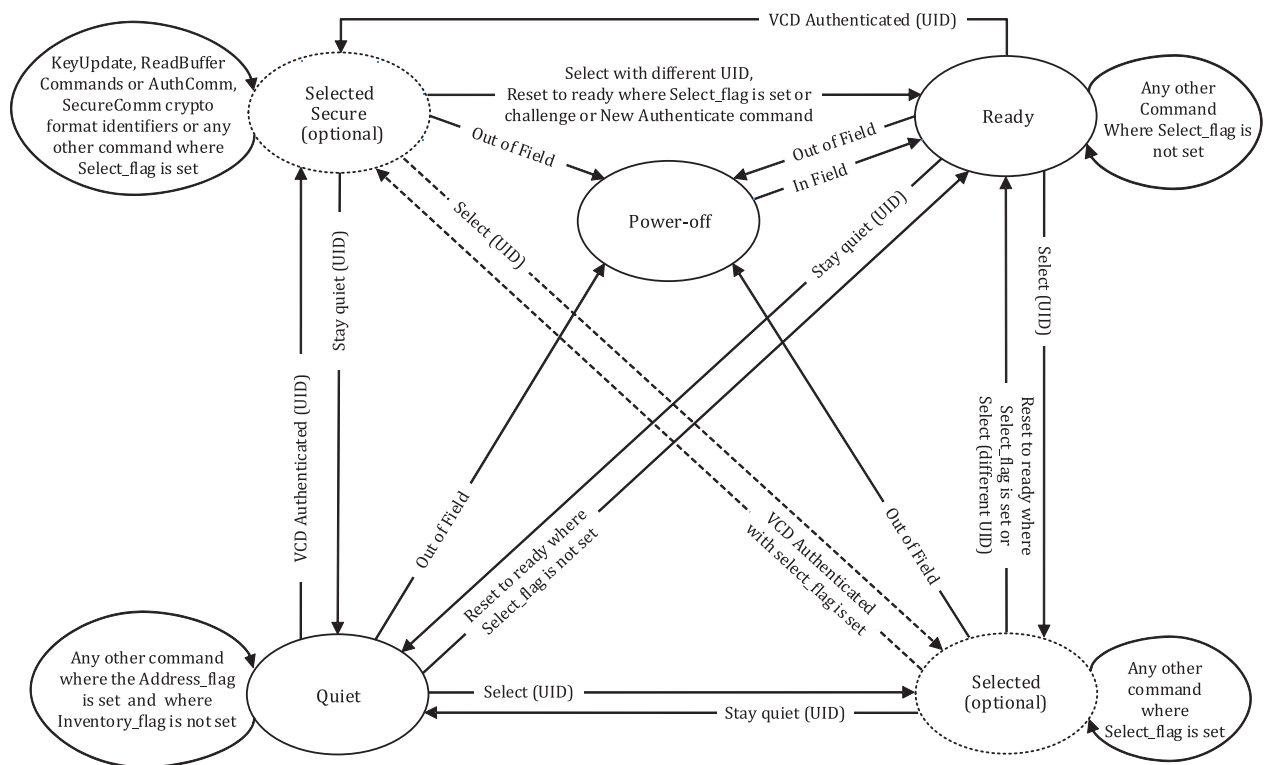 VCD Authenticated (UID)
KeyUpdate, ReadBuffer
Commands or AuthComm,
SecureComm crypto
format identifiers or any
other command where
Select_flag is set
Selected
Secure
(optional)
Select with different UID,
Reset to ready where Select_flag is set or
challenge or New Authenticate command
Ready
Any other
Command
Where Select_flag is
not set
Out of Field
Out of Field
In Field
Power-off
Stay quiet (UID)
Select (UID)
Stay quiet (UID)
Select (UID)
VCD Authenticated (UID)
Out of Field
Reset to ready where
Select_flag is not set
VCD Authenticated
with select_flag is set
Out of Field
Reset to ready where
Select_flag is set or
Select (different UID)
Any other command
where the Address_flag
is set and where
Inventory_flag is not set
Quiet
Select (UID)
Stay quiet (UID)
Selected
(optional)
Any other
command
where
Select_flag is set